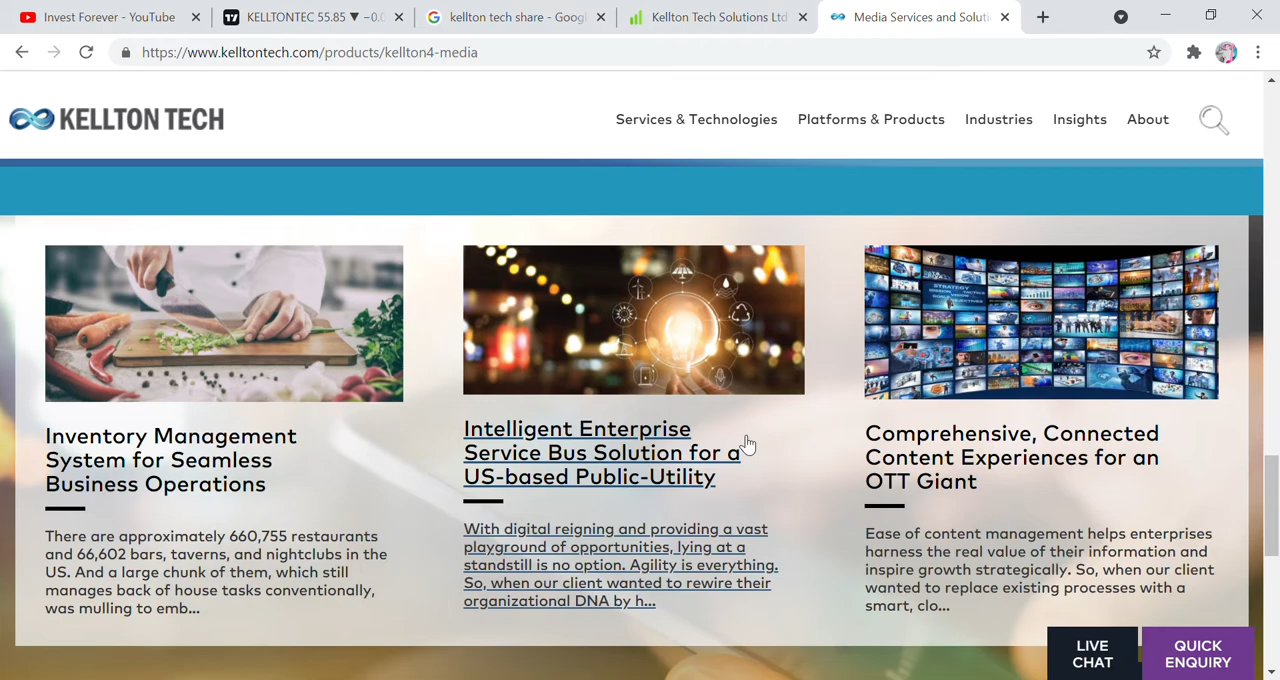 Invest Forever - YouTube
KELLTONTEC 55.85 ▼ −0.
kellton tech share - Goog
Kellton Tech Solutions Ltd
Media Services and Soluti
https://www.kelltontech.com/products/kellton4-media
KELLTON TECH
Services & Technologies
Platforms & Products
Industries
Insights
About
Inventory Management
System for Seamless
Business Operations
There are approximately 660,755 restaurants
and 66,602 bars, taverns, and nightclubs in the
US. And a large chunk of them, which still
manages back of house tasks conventionally,
was mulling to emb...
Intelligent Enterprise
Service Bus Solution for a
US-based Public-Utility
With digital reigning and providing a vast
playground of opportunities, lying at a
standstill is no option. Agility is everything.
So, when our client wanted to rewire their
organizational DNA by h...
STRATEGY
Comprehensive, Connected
Content Experiences for an
OTT Giant
Ease of content management helps enterprises
harness the real value of their information and
inspire growth strategically. So, when our client
wanted to replace existing processes with a
smart, clo...
LIVE
CHAT
QUICK
ENQUIRY